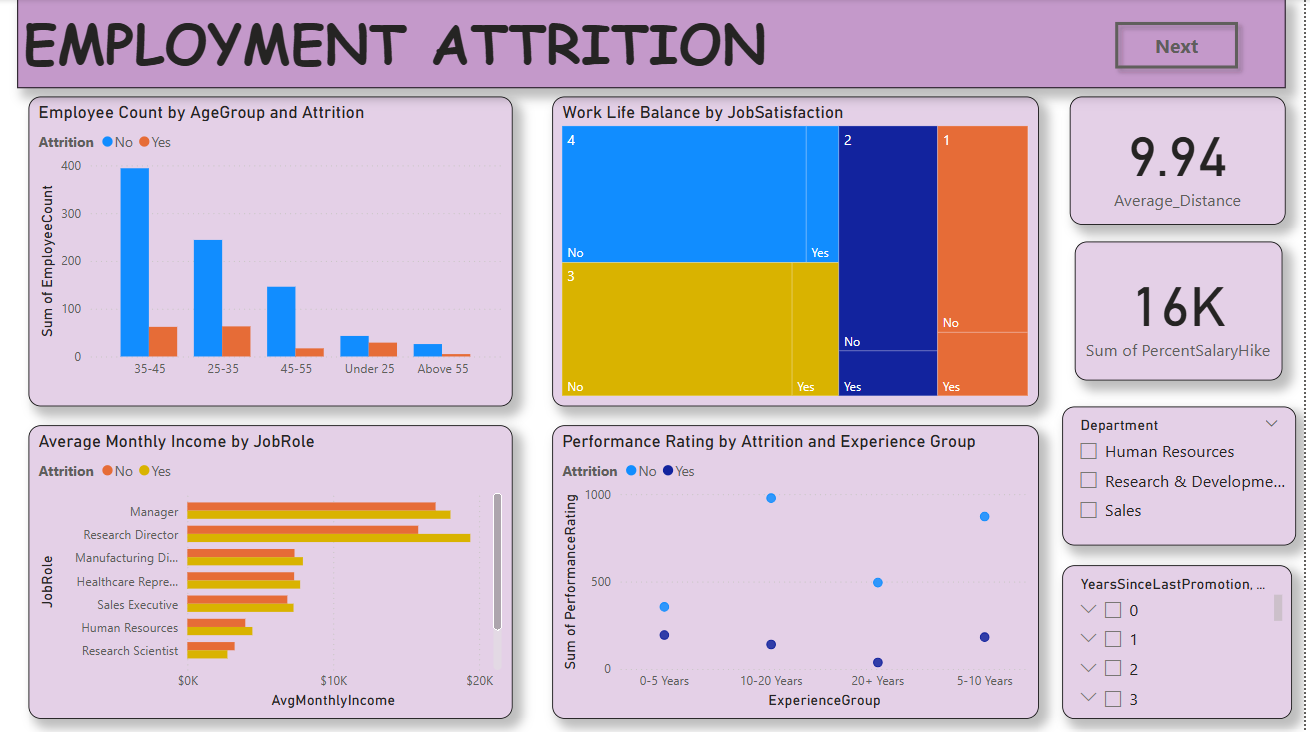 EMPLOYMENT ATTRITION
Next
Employee Count by AgeGroup and Attrition
Attrition No Yes
Sum of EmployeeCount
400
300
200
100
0
35-45 25-35 45-55 Under 25 Above 55
Work Life Balance by JobSatisfaction
4
No
Yes
3
No
Yes
2
No
Yes
1
No
Yes
9.94
Average_Distance
16K
Sum of PercentSalaryHike
Average Monthly Income by JobRole
Attrition No Yes
JobRole
Manager
Research Director
Manufacturing Di...
Healthcare Repre...
Sales Executive
Human Resources
Research Scientist
$0K $10K $20K
AvgMonthlyIncome
Performance Rating by Attrition and Experience Group
Attrition No Yes
Sum of PerformanceRating
1000
500
0
0-5 Years 10-20 Years 20+ Years 5-10 Years
ExperienceGroup
Department
Human Resources
Research & Developme...
Sales
YearsSinceLastPromotion, ...
0
1
2
3